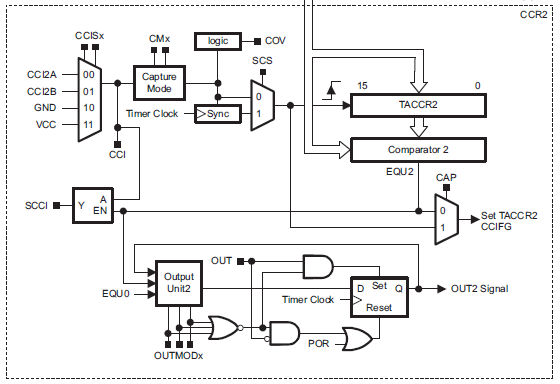 CCR2
CCISx
CMx
logic
COV
CCI2A
CCI2B
GND
VCC
00
01
10
11
Capture
Mode
SCS
0
1
Timer Clock
Sync
15
0
TACCR2
CCI
Comparator 2
EQU2
CAP
SCCI
Y
A
EN
0
1
Set TACCR2
CCIFG
OUT
Output
Unit2
EQU0
D
Set
Q
Timer Clock
Reset
OUT2 Signal
POR
OUTMODx